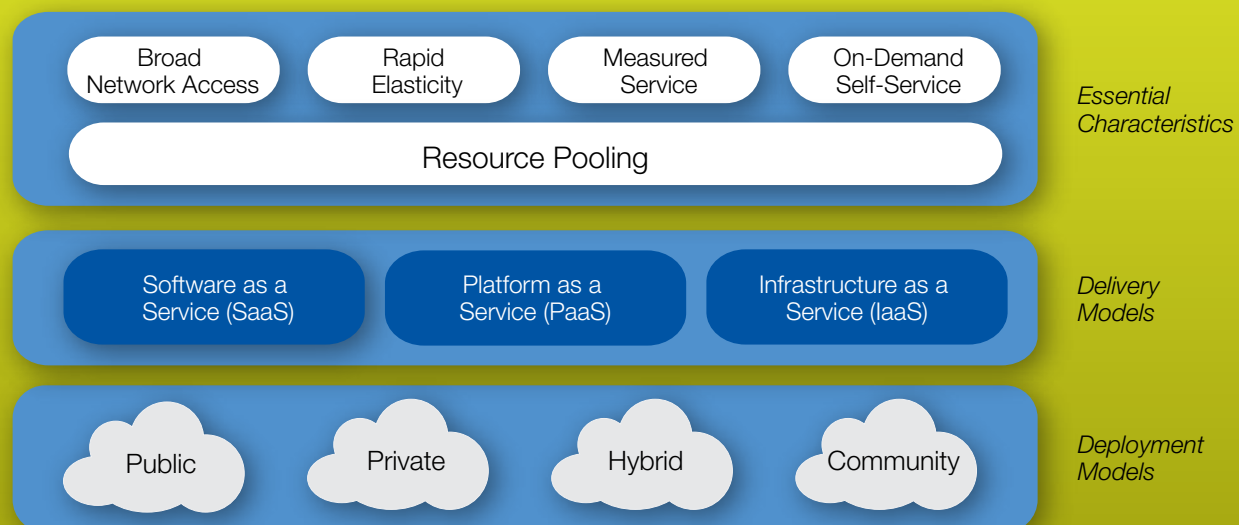 Broad
Network Access
Rapid
Elasticity
Measured
Service
On-Demand
Self-Service
Essential
Characteristics
Resource Pooling
Software as a
Service (SaaS)
Platform as a
Service (PaaS)
Infrastructure as a
Service (IaaS)
Delivery
Models
Public
Private
Hybrid
Community
Deployment
Models